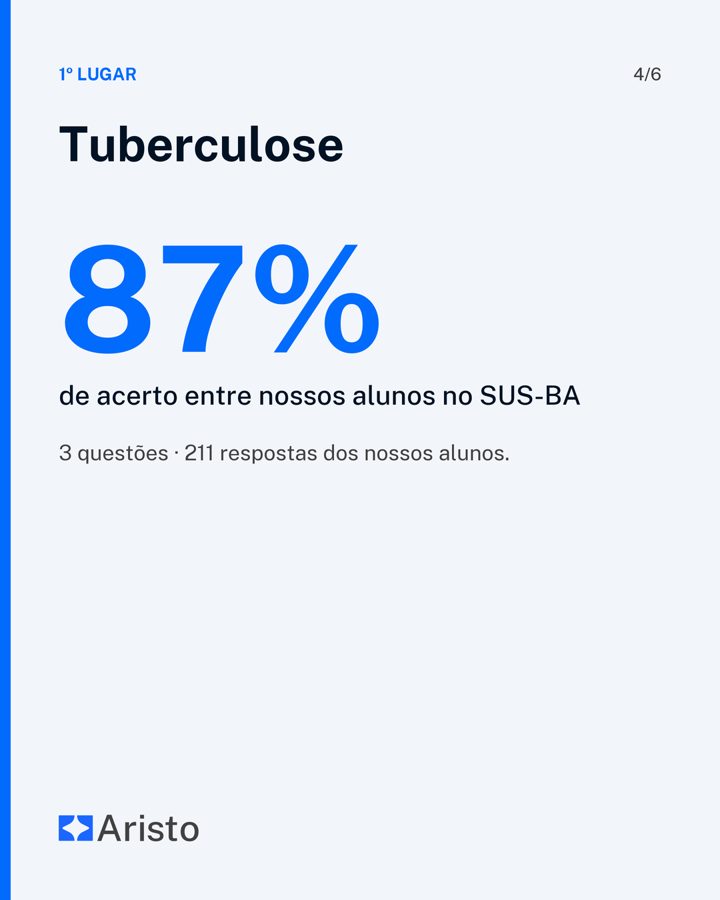 1º LUGAR
4/6
Tuberculose
87%
de acerto entre nossos alunos no SUS-BA
3 questões · 211 respostas dos nossos alunos.
Aristo